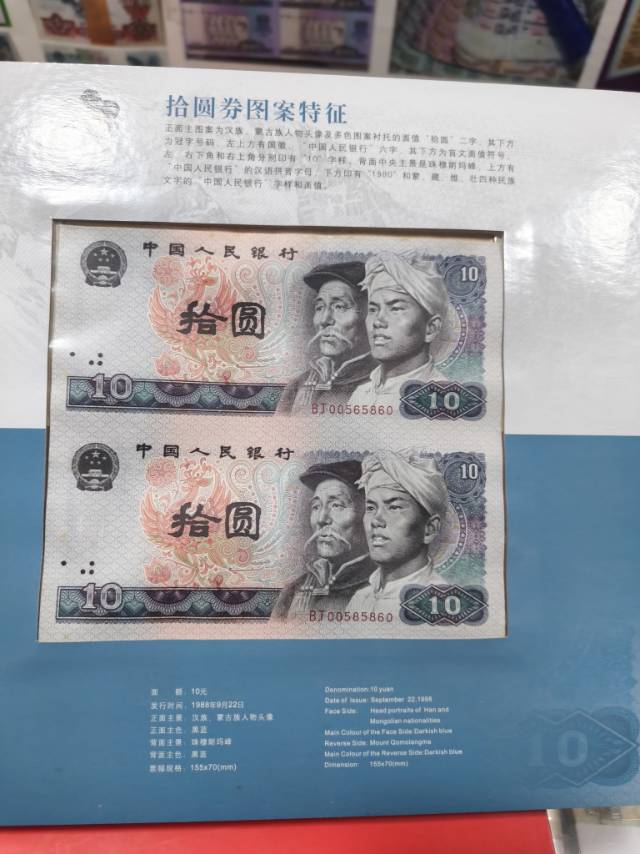 拾圆券图案特征
正面主图案为汉族、蒙古族人物头像及多色图案衬托的面值“拾圆”二字，其下方
为冠字号码，左上方有国徽、“中国人民银行”六字，其下方为盲文面值符号，
左、右下角和右上角分别印有“10”字样。背面中央主景是珠穆朗玛峰，上方有
“中国人民银行”的汉语拼音字母，下方印有“1980”和蒙、藏、维、壮四种民族
文字的“中国人民银行”字样和面值。
中国人民银行
10
拾圆
10
BJ00565860
10
中国人民银行
10
拾圆
10
BJ00585860
10
面 额：10元
发行时间：1988年9月22日
正面主景：汉族、蒙古族人物头像
正面主色：黑蓝
背面主景：珠穆朗玛峰
背面主色：黑蓝
票幅规格：155x70(mm)
Denomination:10 yuan
Date of Issue: September 22,1988
Face Side: Head portraits of Han and
Mongolian nationalities
Main Colour of the Face Side:Darkish blue
Reverse Side: Mount Qomolangma
Main Colour of the Reverse Side:Darkish blue
Dimension: 155x70(mm)
10